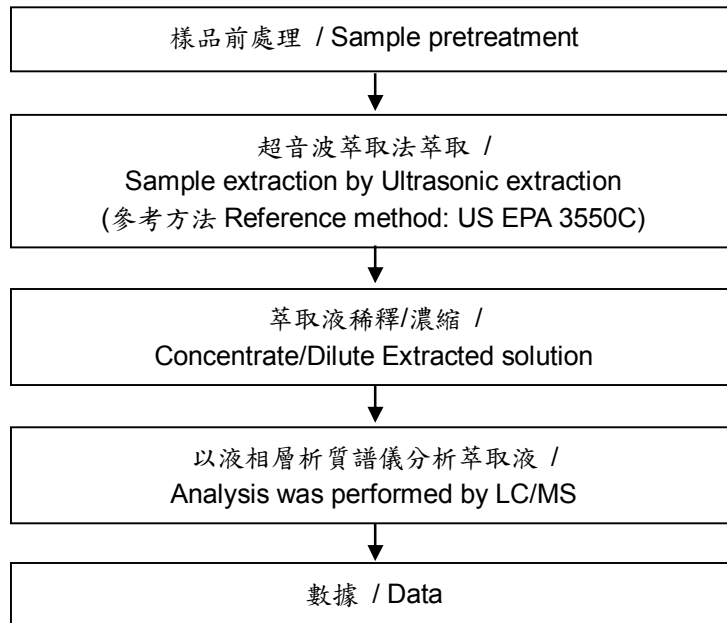 樣品前處理 / Sample pretreatment
超音波萃取法萃取 /
Sample extraction by Ultrasonic extraction
(參考方法 Reference method: US EPA 3550C)
萃取液稀釋/濃縮 /
Concentrate/Dilute Extracted solution
以液相層析質譜儀分析萃取液 /
Analysis was performed by LC/MS
數據 / Data